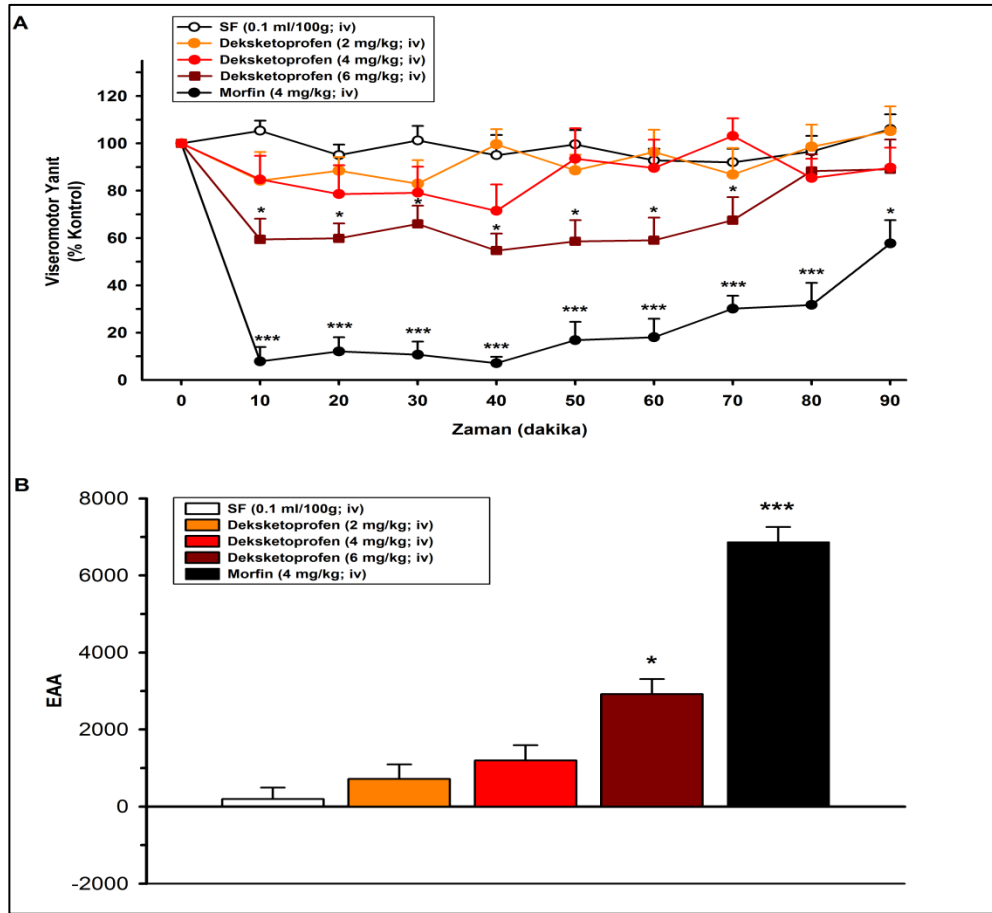 A
SF (0.1 ml/100g; iv)
Deksketoprofen (2 mg/kg; iv)
Deksketoprofen (4 mg/kg; iv)
Deksketoprofen (6 mg/kg; iv)
Morfin (4 mg/kg; iv)
Viseromotor Yanıt
(% Kontrol)
120
100
80
60
40
20
0
* * * * * * *
*** *** *** *** *** *** *** *** *
0 10 20 30 40 50 60 70 80 90
Zaman (dakika)
B
SF (0.1 ml/100g; iv)
Deksketoprofen (2 mg/kg; iv)
Deksketoprofen (4 mg/kg; iv)
Deksketoprofen (6 mg/kg; iv)
Morfin (4 mg/kg; iv)
EAA
8000
6000
4000
2000
0
-2000
***
*